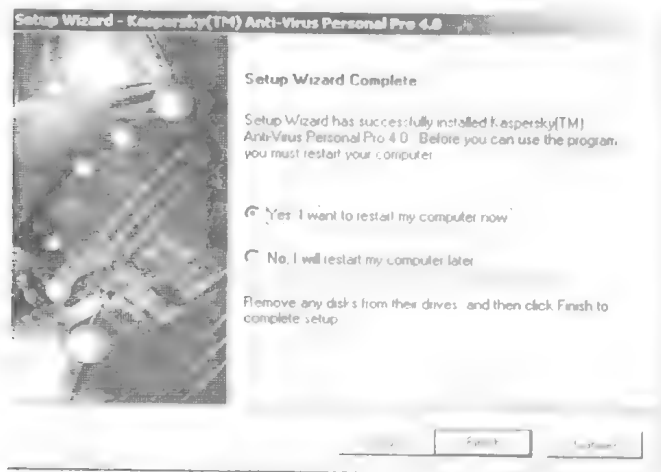 Setup Wizard - Kaspersky(TM) Anti-Virus Personal Pro 4.0
Setup Wizard Complete
Setup Wizard has successfully installed Kaspersky(TM)
Anti-Virus Personal Pro 4.0. Before you can use the program,
you must restart your computer
Yes, I want to restart my computer now.
No, I will restart my computer later
Remove any disks from their drives, and then click Finish to
complete setup
Finish